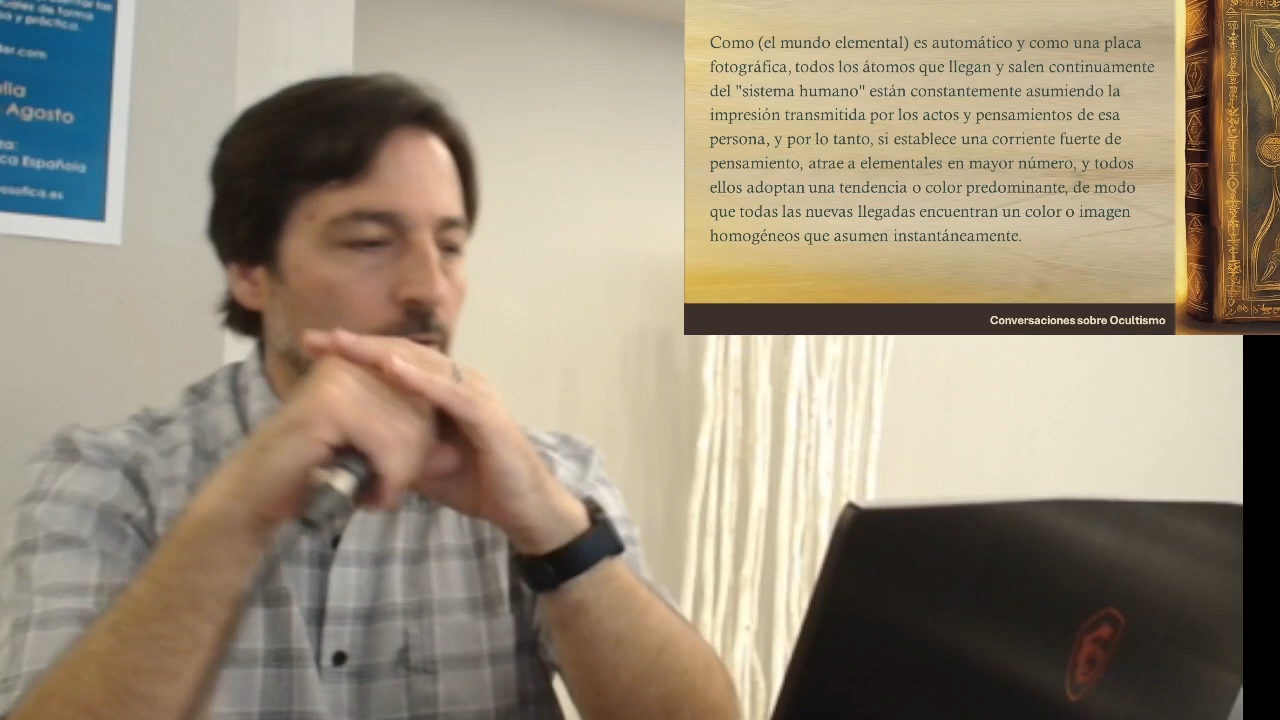 y práctica.
Agosto
Española
Como (el mundo elemental) es automático y como una placa
fotográfica, todos los átomos que llegan y salen continuamente
del "sistema humano" están constantemente asumiendo la
impresión transmitida por los actos y pensamientos de esa
persona, y por lo tanto, si establece una corriente fuerte de
pensamiento, atrae a elementales en mayor número, y todos
ellos adoptan una tendencia o color predominante, de modo
que todas las nuevas llegadas encuentran un color o imagen
homogéneos que asumen instantáneamente.
Conversaciones sobre Ocultismo